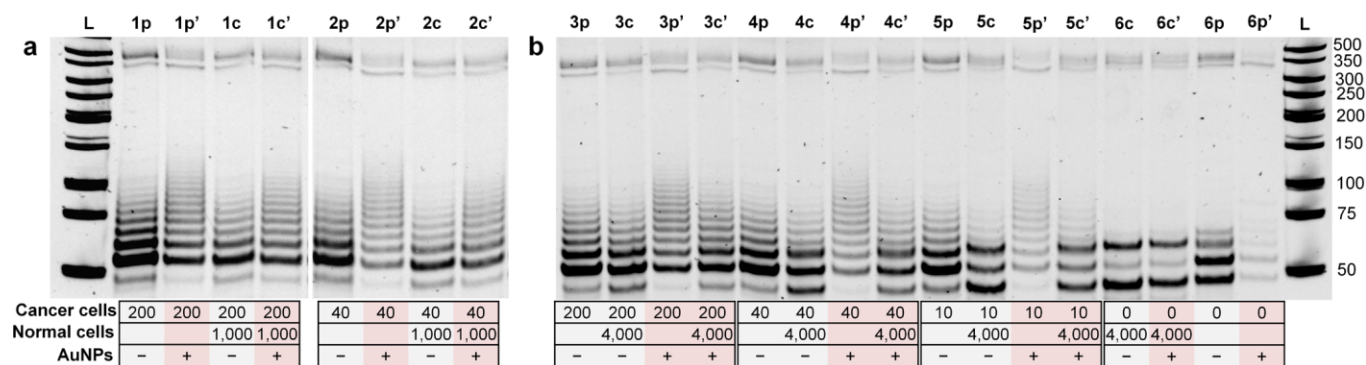 L 1p 1p' 1c 1c' 2p 2p' 2c 2c' 3p 3c 3p' 3c' 4p 4c 4p' 4c' 5p 5c 5p' 5c' 6c 6c' 6p 6p' L
a b
500
350
300
250
200
150
100
75
50
Cancer cells 200 200 200 200 40 40 40 40 200 200 200 200 40 40 40 40 10 10 10 10 0 0 0 0
Normal cells 1,000 1,000 1,000 1,000 4,000 4,000 4,000 4,000 4,000 4,000 4,000 4,000
AuNPs − + − + − + − + − − + + − − + + − − + + − + − +